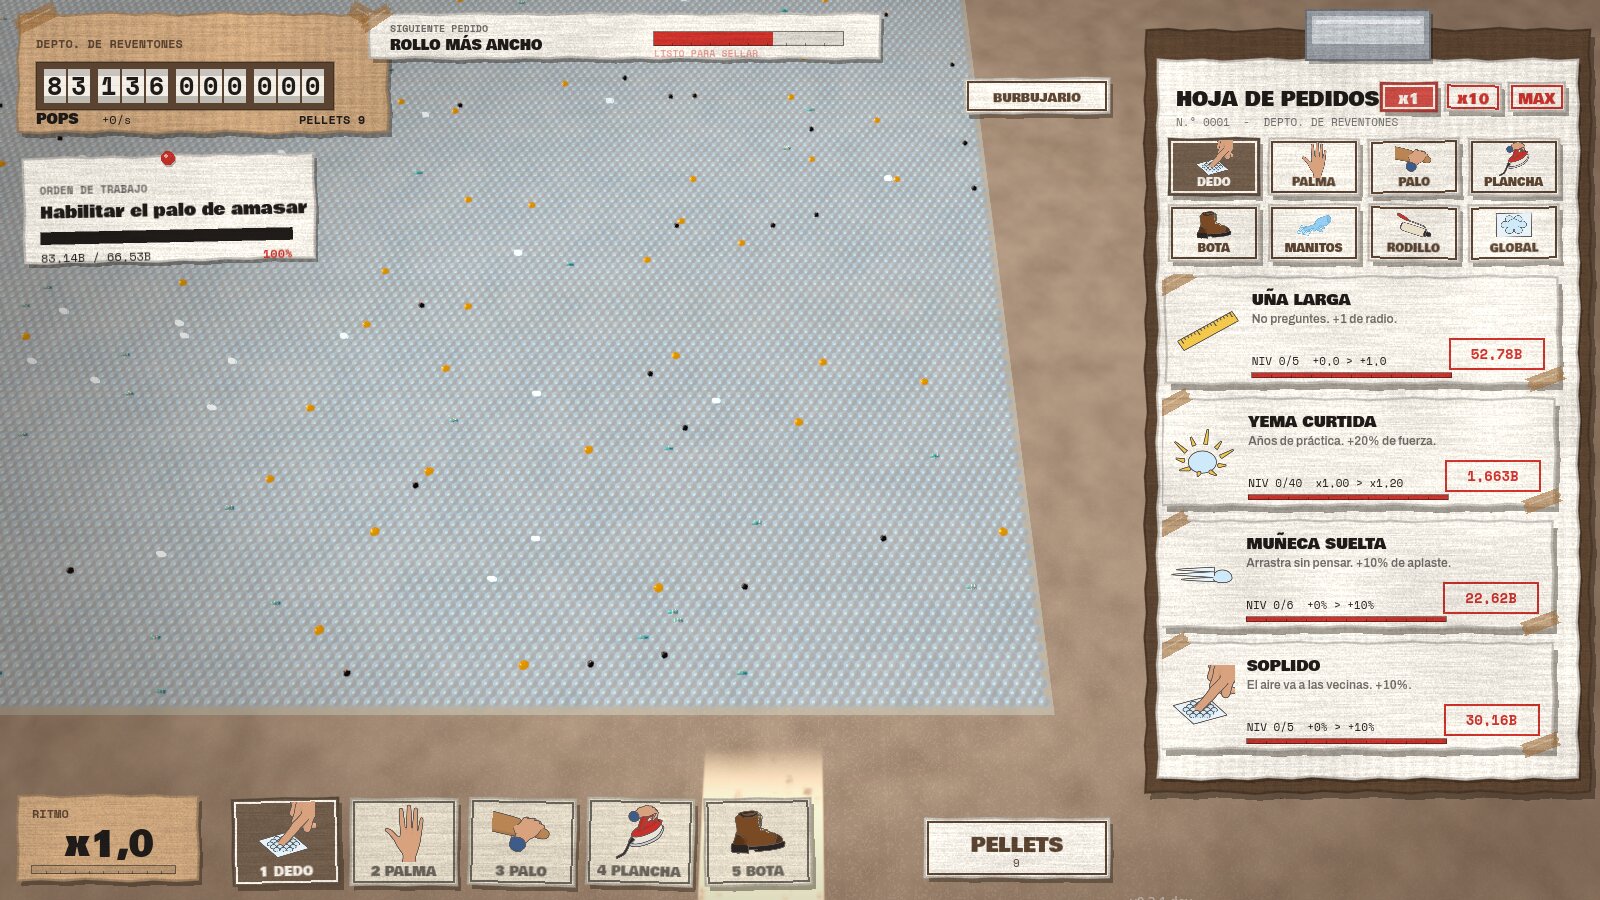 DEPTO. DE REVENTONES
83 136 000 000
POPS +0/s PELLETS 9
SIGUIENTE PEDIDO
ROLLO MÁS ANCHO
LISTO PARA SELLAR
BURBUJARIO
ORDEN DE TRABAJO
Habilitar el palo de amasar
83,14B / 66,53B 100%
HOJA DE PEDIDOS x1 x10 MAX
N.° 0001 - DEPTO. DE REVENTONES
DEDO PALMA PALO PLANCHA
BOTA MANITOS RODILLO GLOBAL
UÑA LARGA
No preguntes. +1 de radio.
NIV 0/5 +0,0 > +1,0 52,78B
YEMA CURTIDA
Años de práctica. +20% de fuerza.
NIV 0/40 x1,00 > x1,20 1,663B
MUÑECA SUELTA
Arrastra sin pensar. +10% de aplaste.
NIV 0/6 +0% > +10% 22,62B
SOPLIDO
El aire va a las vecinas. +10%.
NIV 0/5 +0% > +10% 30,16B
RITMO
x1,0
1 DEDO 2 PALMA 3 PALO 4 PLANCHA 5 BOTA
PELLETS
9